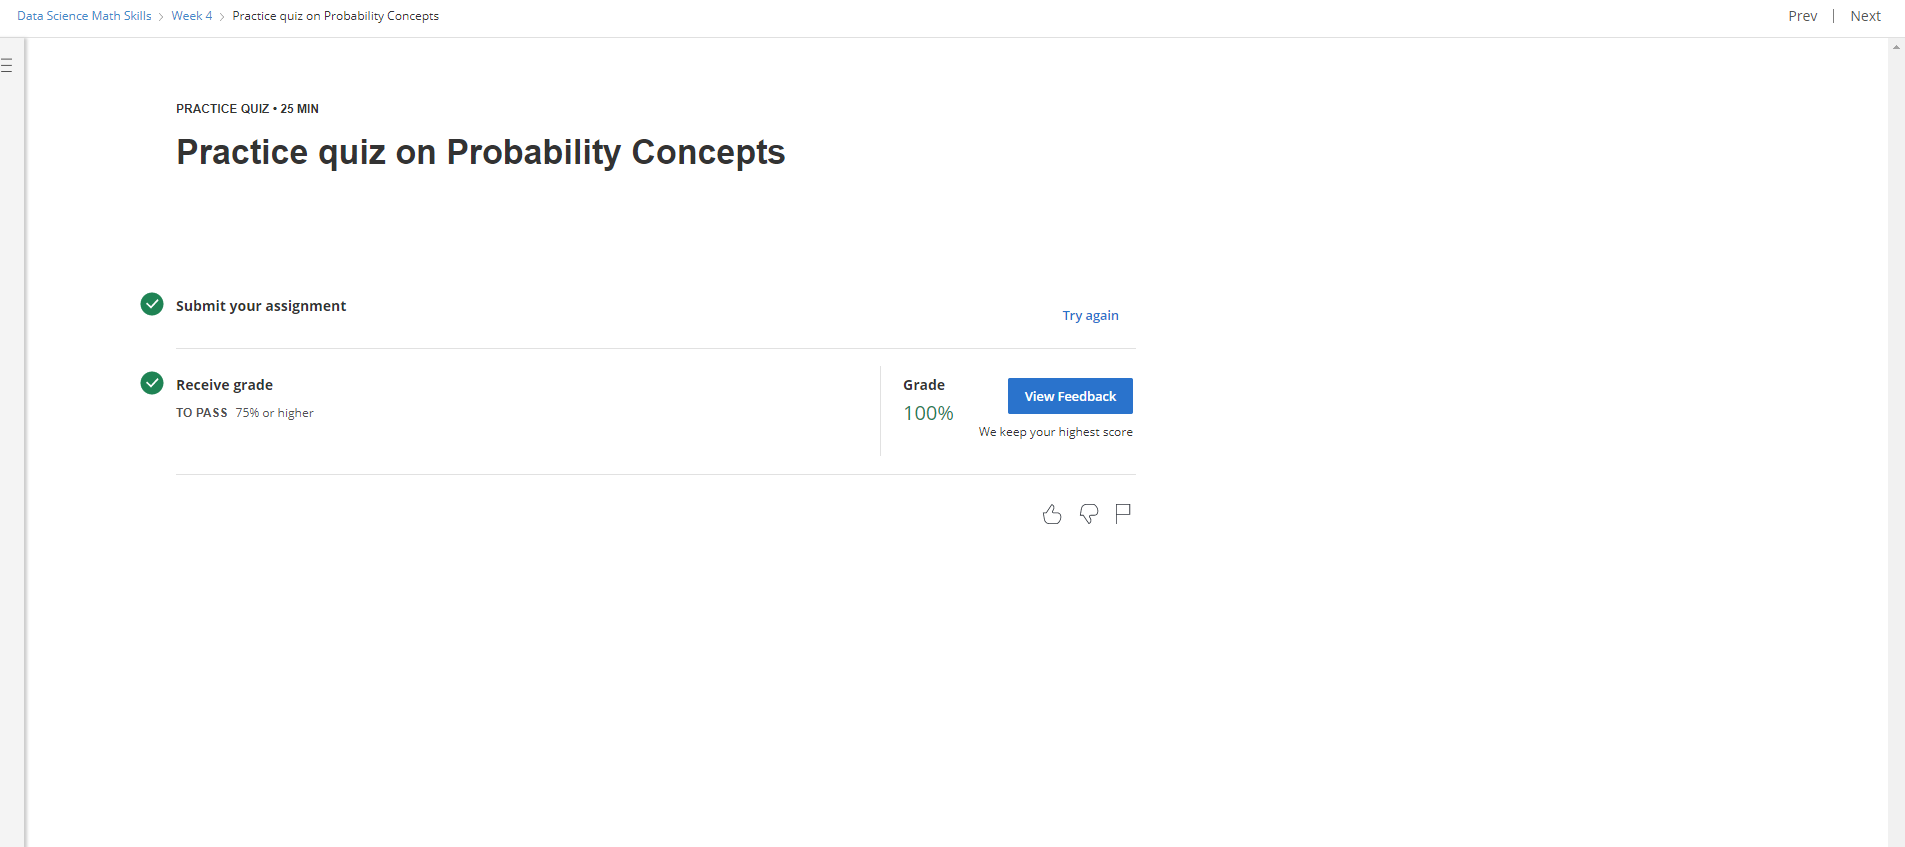 Data Science Math Skills > Week 4 > Practice quiz on Probability Concepts
Prev | Next
PRACTICE QUIZ • 25 MIN
Practice quiz on Probability Concepts
Submit your assignment
Try again
Receive grade
TO PASS 75% or higher
Grade
100%
View Feedback
We keep your highest score